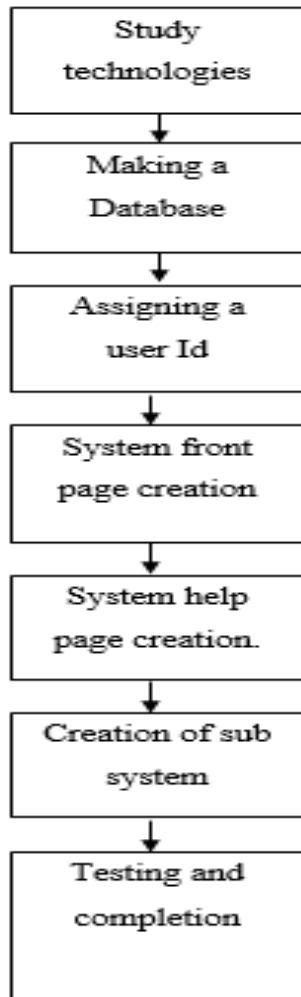 Study
technologies
Making a
Database
Assigning a
user Id
System front
page creation
System help
page creation.
Creation of sub
system
Testing and
completion